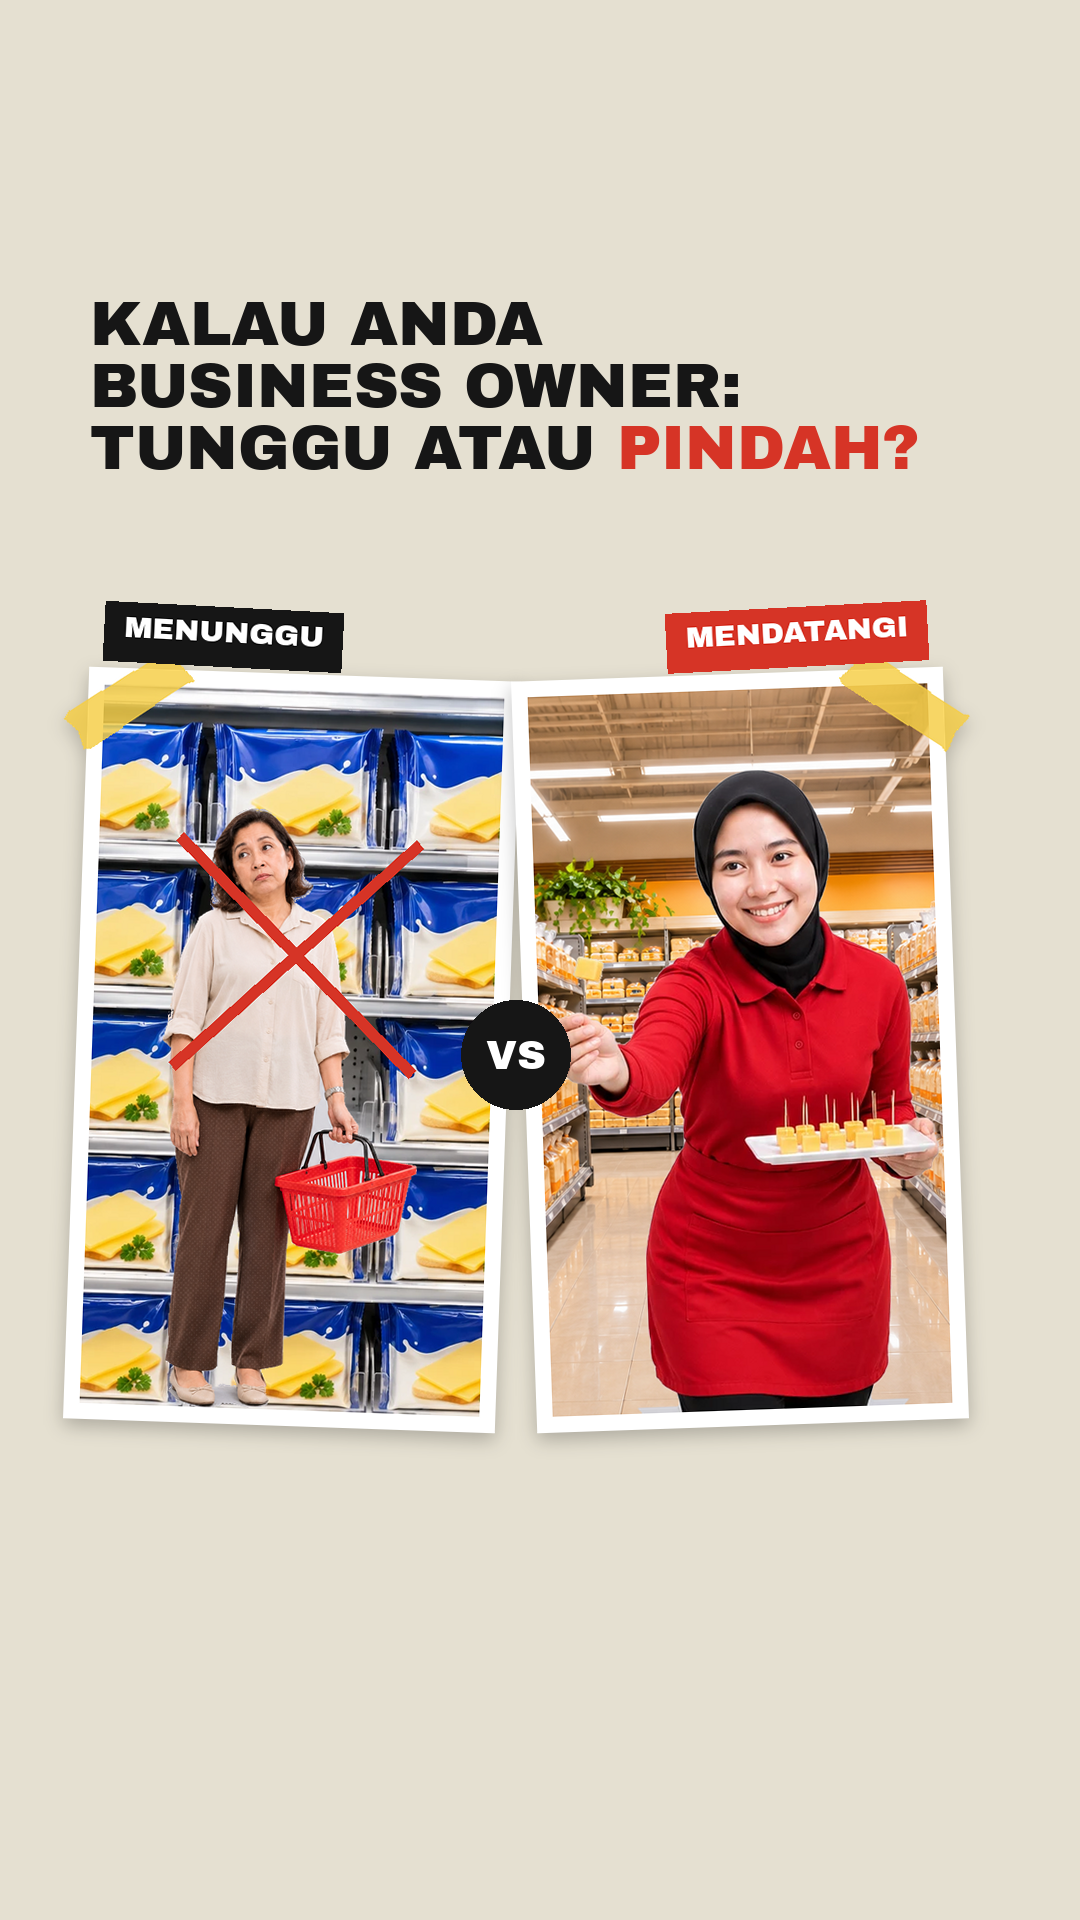 KALAU ANDA
BUSINESS OWNER:
TUNGGU ATAU PINDAH?
MENUNGGU
MENDATANGI
VS